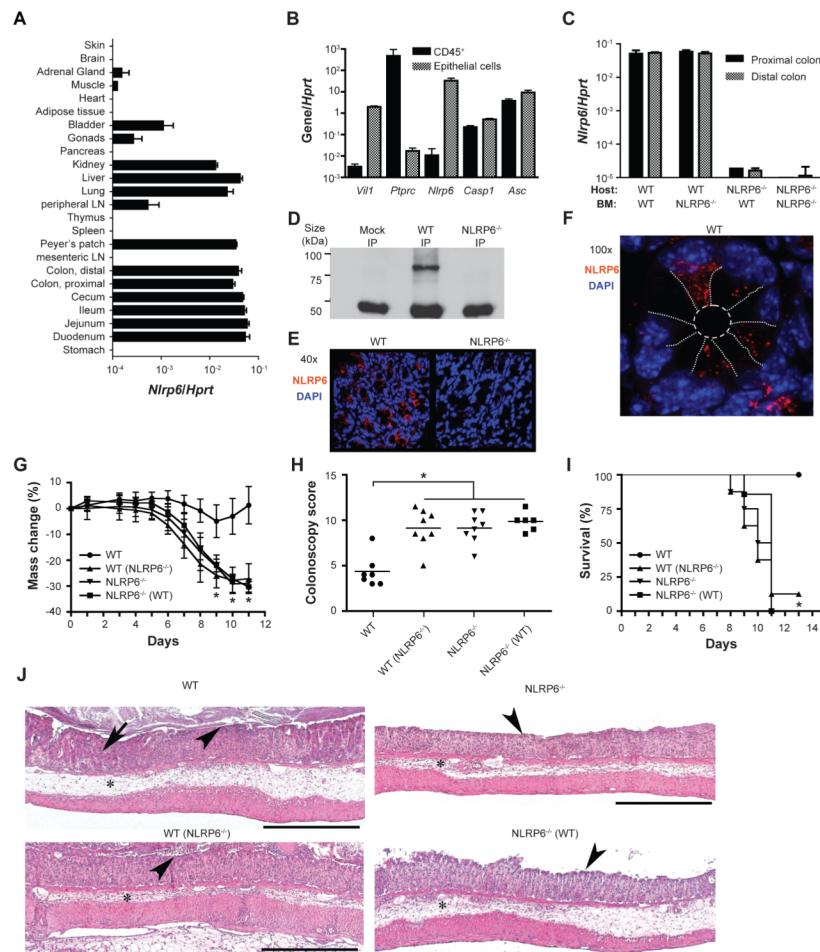 A
Skin
Brain
Adrenal Gland
Muscle
Heart
Adipose tissue
Bladder
Gonads
Pancreas
Kidney
Liver
Lung
peripheral LN
Thymus
Spleen
Peyer's patch
mesenteric LN
Colon, distal
Colon, proximal
Cecum
Ileum
Jejunum
Duodenum
Stomach
10⁻⁴ 10⁻³ 10⁻² 10⁻¹
Nlrp6/Hprt
B
CD45⁺
Epithelial cells
Gene/Hprt
10³
10²
10¹
1
10⁻¹
10⁻²
10⁻³
Vil1 Ptprc Nlrp6 Casp1 Asc
C
Proximal colon
Distal colon
Nlrp6/Hprt
10⁻¹
10⁻²
10⁻³
10⁻⁴
10⁻⁵
Host: WT WT NLRP6⁻/⁻ NLRP6⁻/⁻
BM: WT NLRP6⁻/⁻ WT NLRP6⁻/⁻
D
Size (kDa)
Mock IP
WT IP
NLRP6⁻/⁻ IP
100
75
50
E
WT NLRP6⁻/⁻
40x
NLRP6
DAPI
F
WT
100x
NLRP6
DAPI
G
Mass change (%)
10
0
-10
-20
-30
-40
WT
WT (NLRP6⁻/⁻)
NLRP6⁻/⁻
NLRP6⁻/⁻ (WT)
* * *
0 1 2 3 4 5 6 7 8 9 10 11 12
Days
H
Colonoscopy score
15
10
5
0
*
WT
WT (NLRP6⁻/⁻)
NLRP6⁻/⁻
NLRP6⁻/⁻ (WT)
I
Survival (%)
100
75
50
25
0
WT
WT (NLRP6⁻/⁻)
NLRP6⁻/⁻
NLRP6⁻/⁻ (WT)
*
0 2 4 6 8 10 12 14
Days
J
WT NLRP6⁻/⁻
* *
WT (NLRP6⁻/⁻) NLRP6⁻/⁻ (WT)
* *